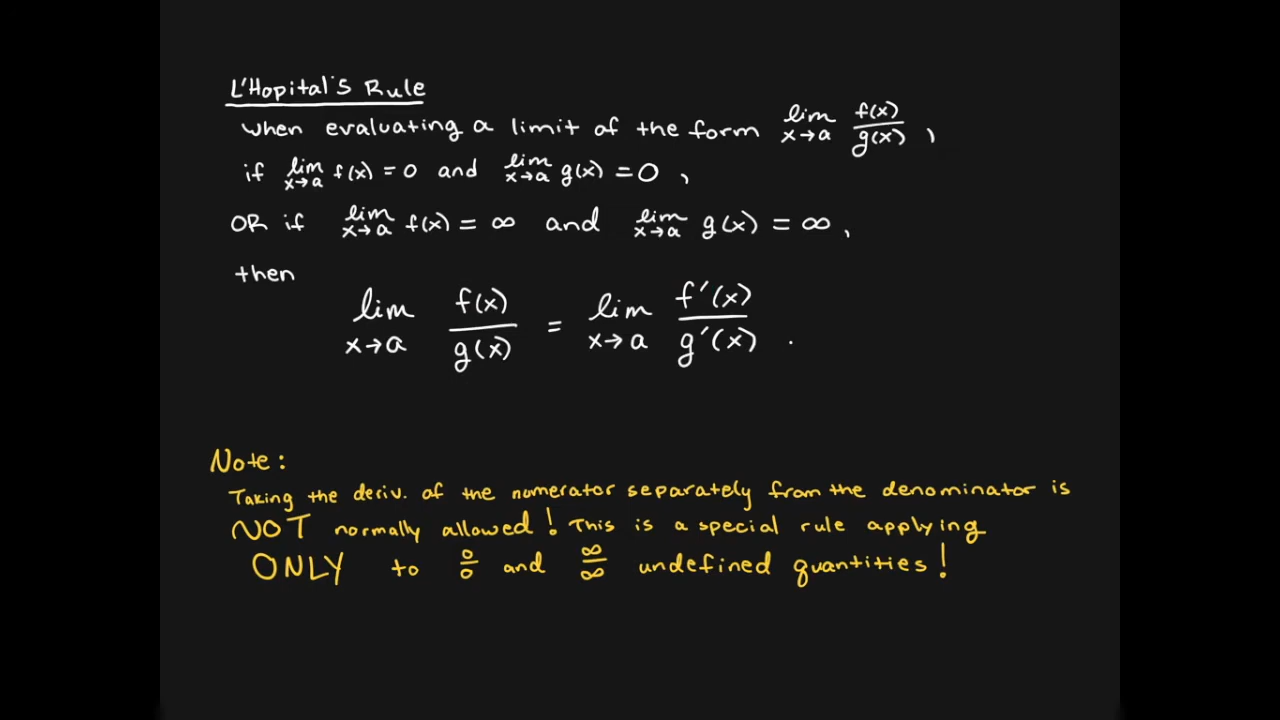 L'Hopital's Rule
When evaluating a limit of the form lim x→a f(x)/g(x) ,
if lim x→a f(x) = 0 and lim x→a g(x) = 0 ,
OR if lim x→a f(x) = ∞ and lim x→a g(x) = ∞ ,
then
lim x→a f(x)/g(x) = lim x→a f'(x)/g'(x) .
Note:
Taking the deriv. of the numerator separately from the denominator is
NOT normally allowed! This is a special rule applying
ONLY to 0/0 and ∞/∞ undefined quantities!